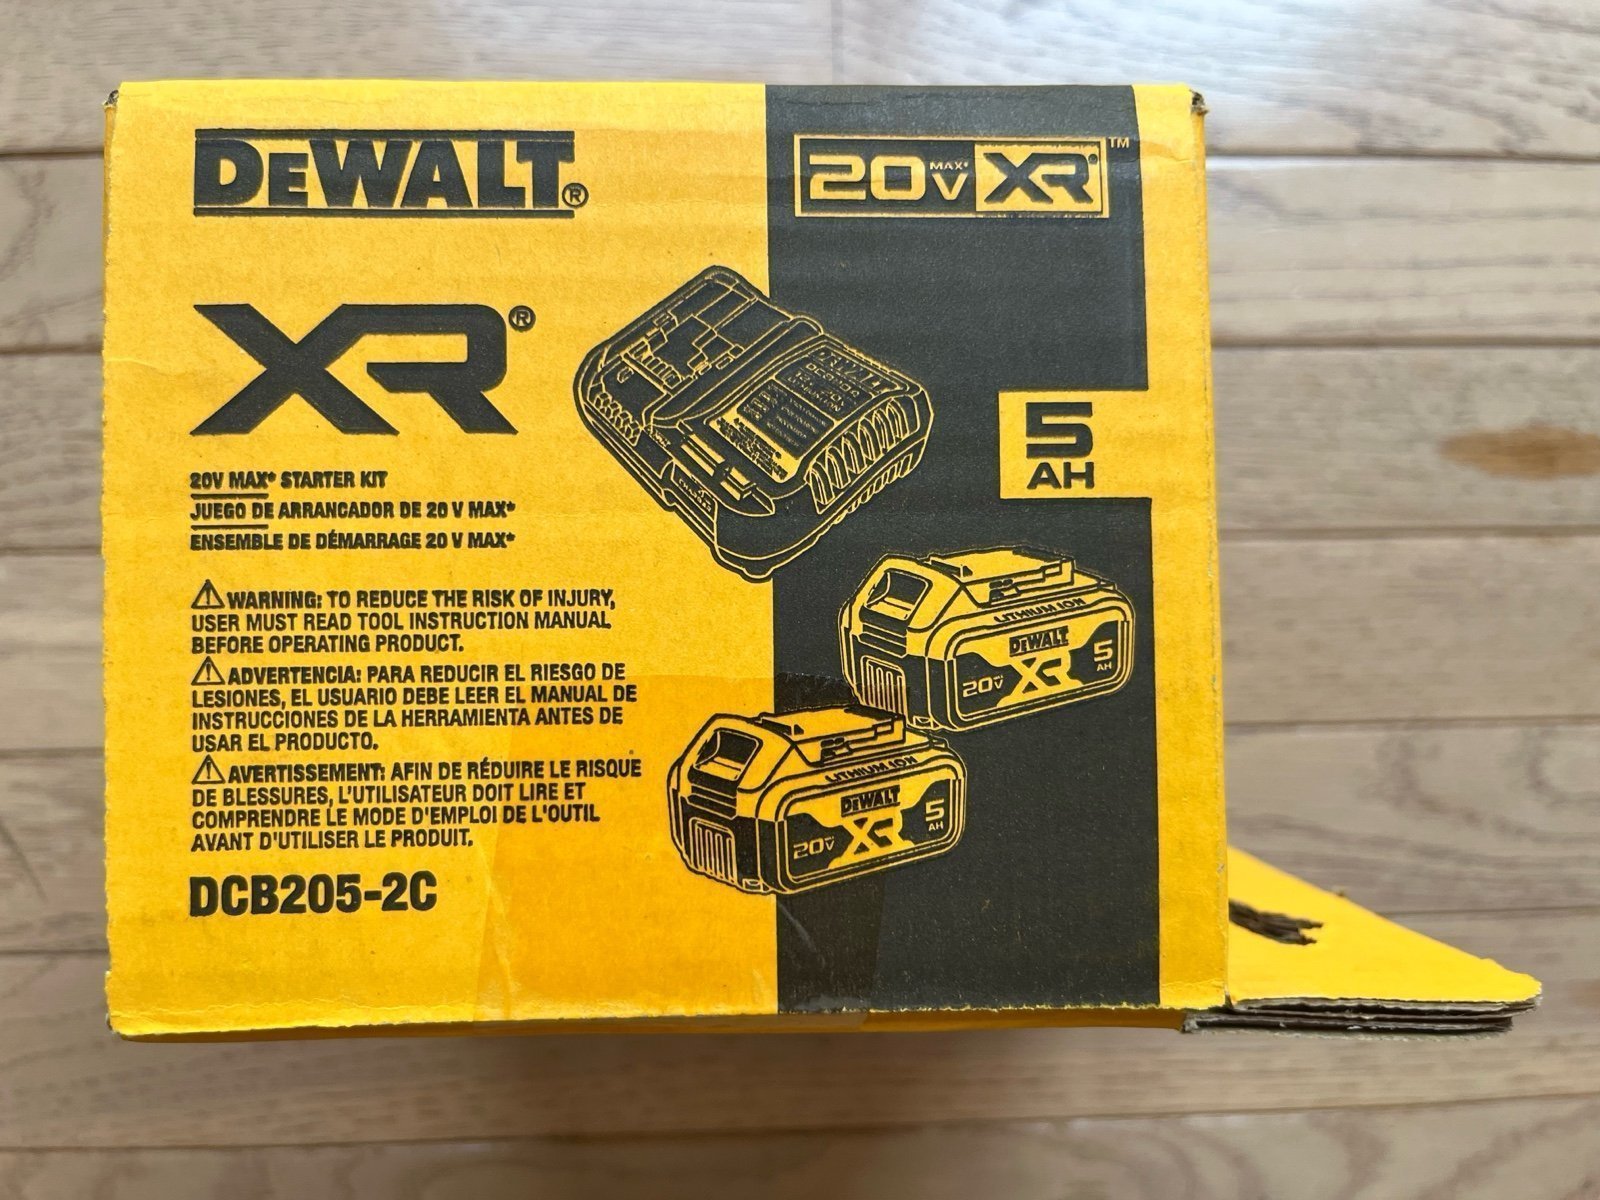 DEWALT®
20V MAX* XR® ™
XR®
5
AH
20V MAX* STARTER KIT
JUEGO DE ARRANCADOR DE 20 V MAX*
ENSEMBLE DE DÉMARRAGE 20 V MAX*
⚠WARNING: TO REDUCE THE RISK OF INJURY,
USER MUST READ TOOL INSTRUCTION MANUAL
BEFORE OPERATING PRODUCT.
⚠ADVERTENCIA: PARA REDUCIR EL RIESGO DE
LESIONES, EL USUARIO DEBE LEER EL MANUAL DE
INSTRUCCIONES DE LA HERRAMIENTA ANTES DE
USAR EL PRODUCTO.
⚠AVERTISSEMENT: AFIN DE RÉDUIRE LE RISQUE
DE BLESSURES, L'UTILISATEUR DOIT LIRE ET
COMPRENDRE LE MODE D'EMPLOI DE L'OUTIL
AVANT D'UTILISER LE PRODUIT.
DCB205-2C
DEWALT
LITHIUM ION
DEWALT
XR
20V
5
AH
LITHIUM ION
DEWALT
XR
20V
5
AH